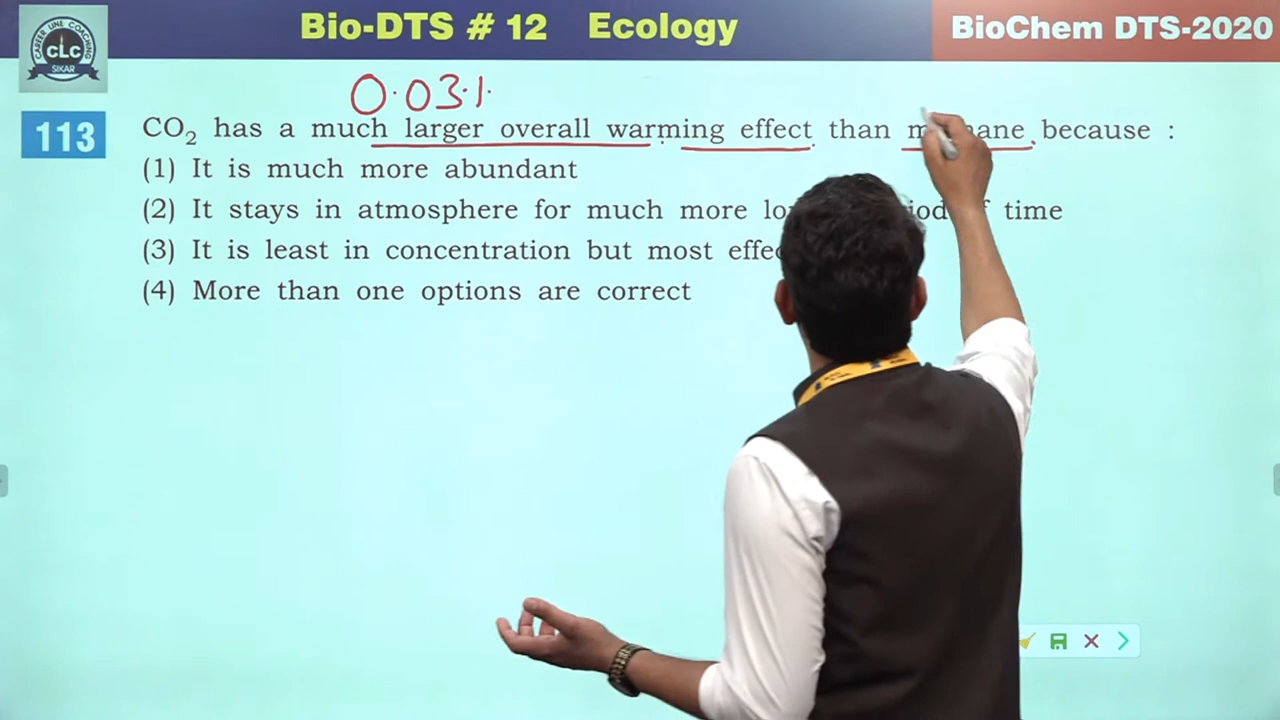 Bio-DTS # 12 Ecology
BioChem DTS-2020
CAREER LINE COACHING
CLC
SIKAR
0.03%
113
CO2 has a much larger overall warming effect than because :
(1) It is much more abundant
(2) It stays in atmosphere for much more time
(3) It is least in concentration but most
(4) More than one options are correct